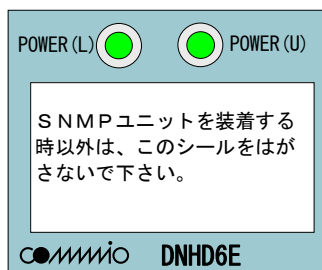 POWER(L) POWER(U)
ＳＮＭＰユニットを装着する
時以外は、このシールをはが
さないで下さい。
commio DNHD6E